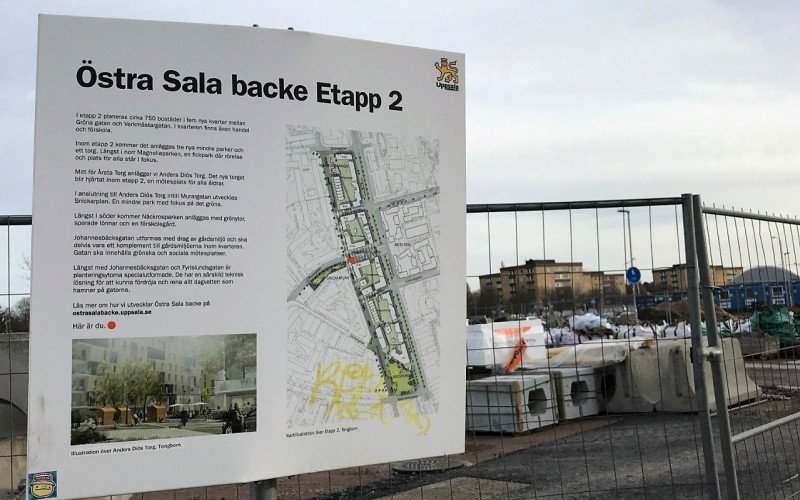 Östra Sala backe Etapp 2
Uppsala
I etapp 2 planeras cirka 750 bostäder i fem nya kvarter mellan
Gröna gatan och Verkmästargatan. I kvarteren finns även handel
och förskola.
Inom etapp 2 kommer det anläggas tre nya mindre parker och
ett torg. Längst i norr Magnoliaparken, en fickpark där rörelse
och plats för alla står i fokus.
Mitt för Årsta Torg anlägger vi Anders Diös Torg. Det nya torget
blir hjärtat inom etapp 2, en mötesplats för alla åldrar.
I anslutning till Anders Diös Torg intill Murargatan utvecklas
Snickarplan. En mindre park med fokus på det gröna.
Längst i söder kommer Näckrosparken anläggas med grönytor,
sparade lönnar och en förskolegård.
Johannesbäcksgatan utformas med drag av gårdsmiljö och ska
delvis vara ett komplement till gårdsmiljöerna inom kvarteren.
Gatan ska innehålla grönska och sociala mötesplatser.
Längst med Johannesbäcksgatan och Fyrislundsgatan är
planteringsytorna specialutformade. De har en särskild teknisk
lösning för att kunna fördröja och rena allt dagvatten som
hamnar på gatorna.
Läs mer om hur vi utvecklar Östra Sala backe på
ostrasalabacke.uppsala.se
Här är du.
Illustration över Anders Diös Torg, Tengbom.
Kartillustration över Etapp 2, Tengbom.